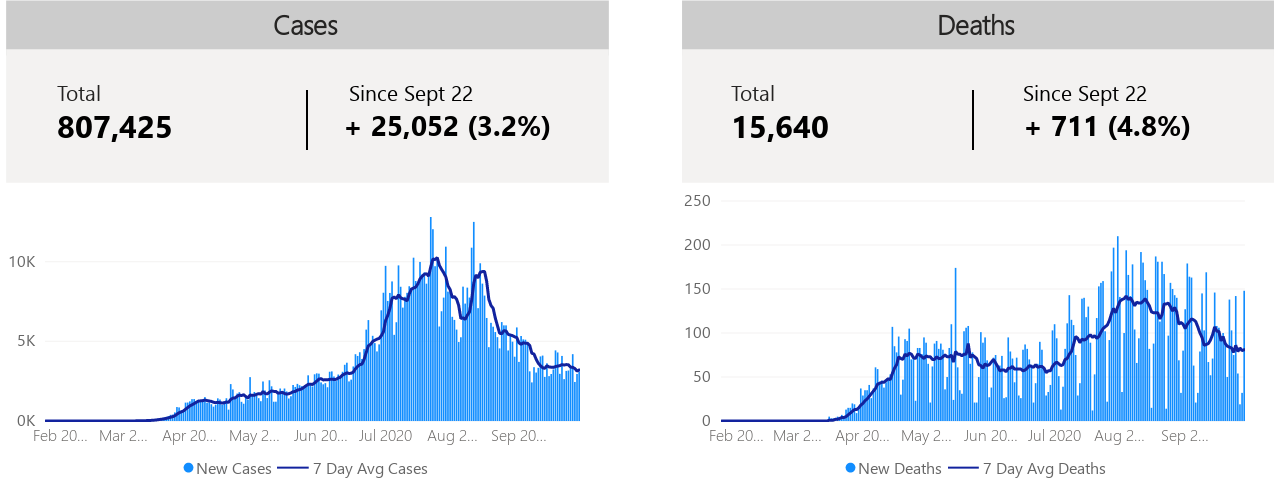 Cases
Total
Since Sept 22
807,425
+ 25,052 (3.2%)
10K
5K
0K
Feb 20... Mar 2... Apr 20... May 2... Jun 20... Jul 2020 Aug 2... Sep 20...
New Cases 7 Day Avg Cases
Deaths
Total
Since Sept 22
15,640
+ 711 (4.8%)
250
200
150
100
50
0
Feb 20... Mar 2... Apr 20... May 2... Jun 20... Jul 2020 Aug 2... Sep 2...
New Deaths 7 Day Avg Deaths